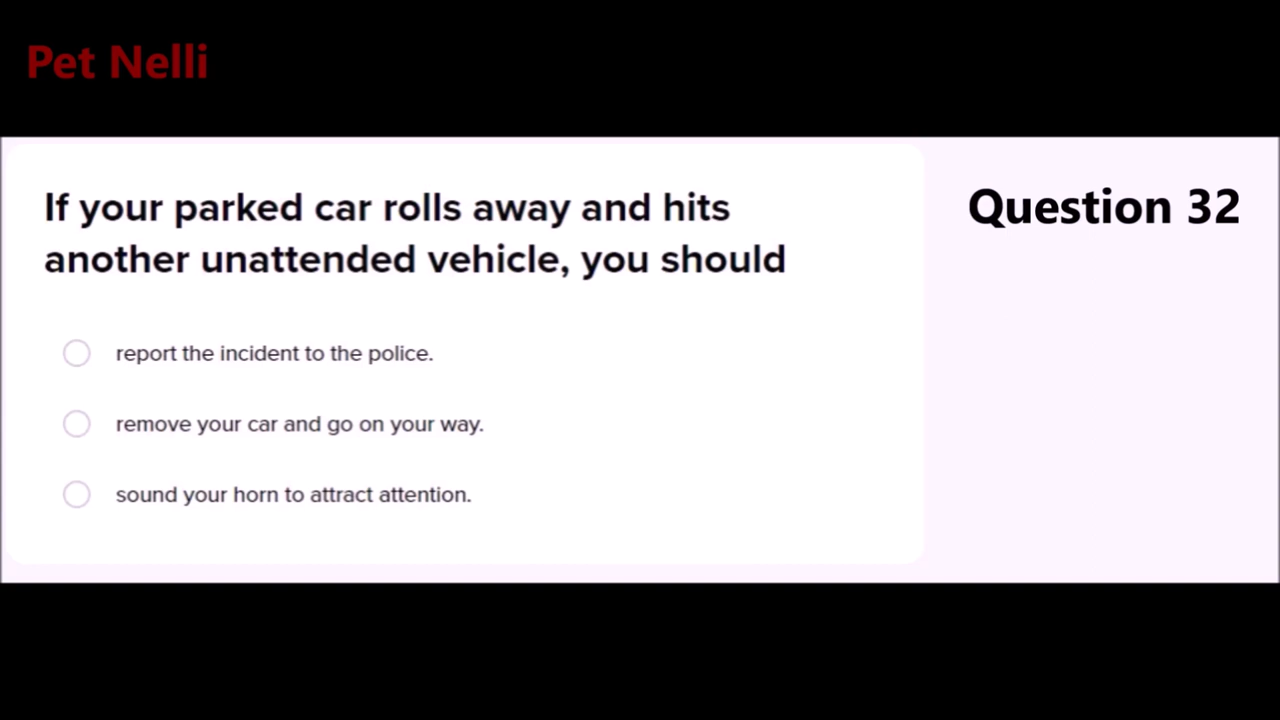 Pet Nelli
If your parked car rolls away and hits
another unattended vehicle, you should
Question 32
report the incident to the police.
remove your car and go on your way.
sound your horn to attract attention.